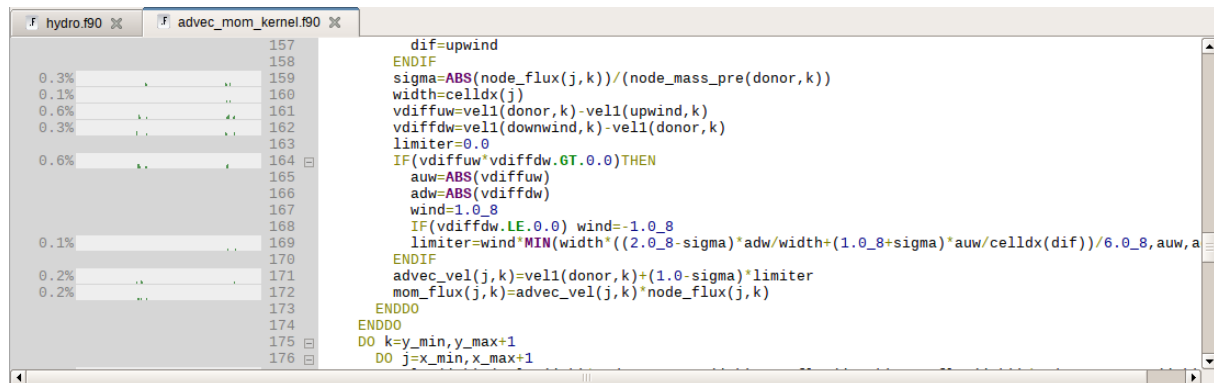 hydro.f90 advec_mom_kernel.f90
157 dif=upwind
158 ENDIF
0.3% 159 sigma=ABS(node_flux(j,k))/(node_mass_pre(donor,k))
0.1% 160 width=celldx(j)
0.6% 161 vdiffuw=vel1(donor,k)-vel1(upwind,k)
0.3% 162 vdiffdw=vel1(downwind,k)-vel1(donor,k)
163 limiter=0.0
0.6% 164 IF(vdiffuw*vdiffdw.GT.0.0)THEN
165 auw=ABS(vdiffuw)
166 adw=ABS(vdiffdw)
167 wind=1.0_8
168 IF(vdiffdw.LE.0.0) wind=-1.0_8
0.1% 169 limiter=wind*MIN(width*((2.0_8-sigma)*adw/width+(1.0_8+sigma)*auw/celldx(dif))/6.0_8,auw,a
170 ENDIF
0.2% 171 advec_vel(j,k)=vel1(donor,k)+(1.0-sigma)*limiter
0.2% 172 mom_flux(j,k)=advec_vel(j,k)*node_flux(j,k)
173 ENDDO
174 ENDDO
175 DO k=y_min,y_max+1
176 DO j=x_min,x_max+1